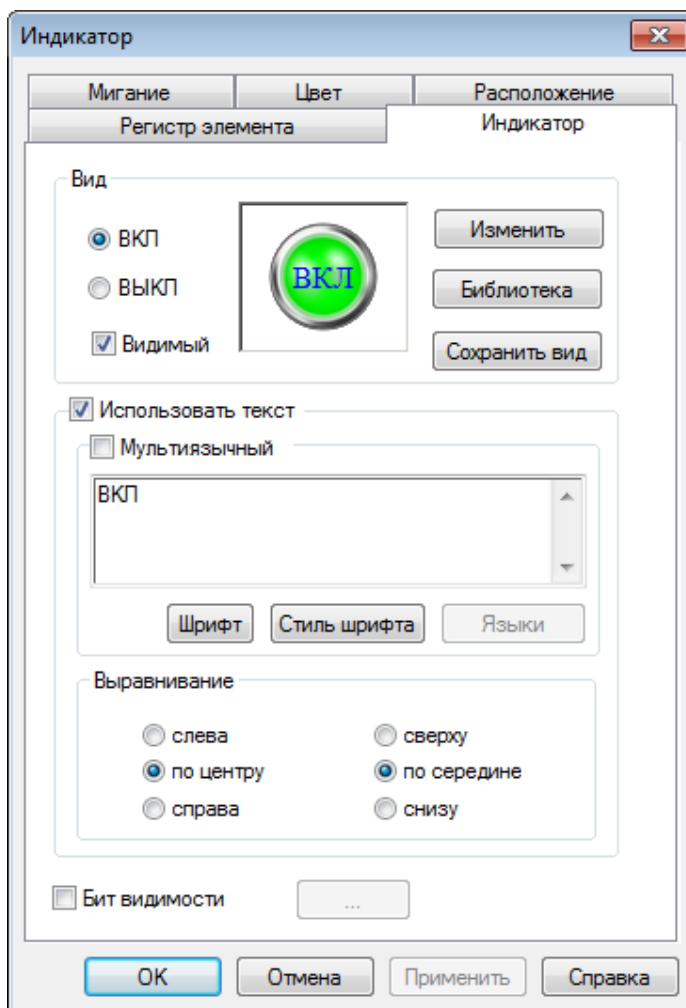 Индикатор
Мигание Цвет Расположение
Регистр элемента Индикатор
Вид
ВКЛ
ВКЛ
Изменить
ВЫКЛ
Библиотека
Видимый
Сохранить вид
Использовать текст
Мультиязычный
ВКЛ
Шрифт Стиль шрифта Языки
Выравнивание
слева сверху
по центру по середине
справа снизу
Бит видимости ...
OK Отмена Применить Справка